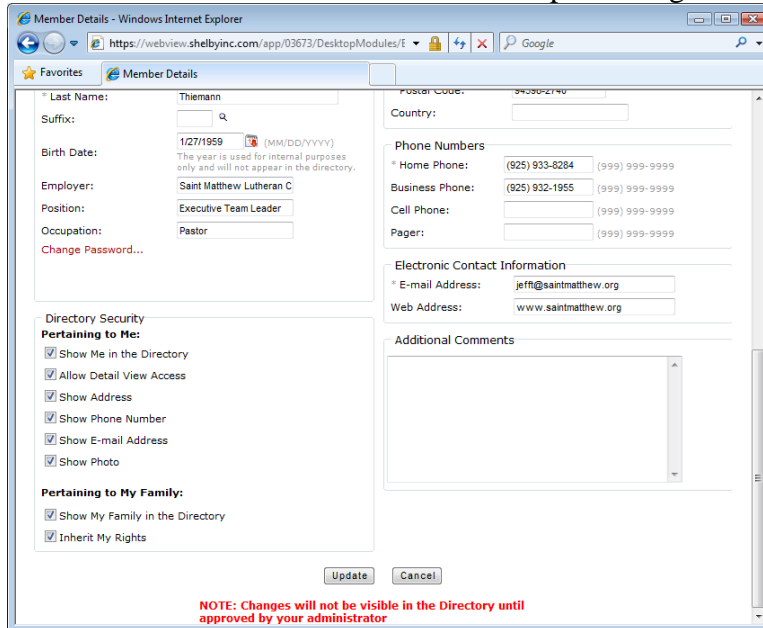 Member Details - Windows Internet Explorer
https://webview.shelbyinc.com/app/03673/DesktopModules/E
Google
Favorites
Member Details
* Last Name: Thiemann
Suffix:
Birth Date: 1/27/1959 (MM/DD/YYYY)
The year is used for internal purposes
only and will not appear in the directory.
Employer: Saint Matthew Lutheran C
Position: Executive Team Leader
Occupation: Pastor
Change Password...
Directory Security
Pertaining to Me:
Show Me in the Directory
Allow Detail View Access
Show Address
Show Phone Number
Show E-mail Address
Show Photo
Pertaining to My Family:
Show My Family in the Directory
Inherit My Rights
Postal Code: 94598-2740
Country:
Phone Numbers
* Home Phone: (925) 933-8284 (999) 999-9999
Business Phone: (925) 932-1955 (999) 999-9999
Cell Phone: (999) 999-9999
Pager: (999) 999-9999
Electronic Contact Information
* E-mail Address: jefft@saintmatthew.org
Web Address: www.saintmatthew.org
Additional Comments
Update Cancel
NOTE: Changes will not be visible in the Directory until
approved by your administrator